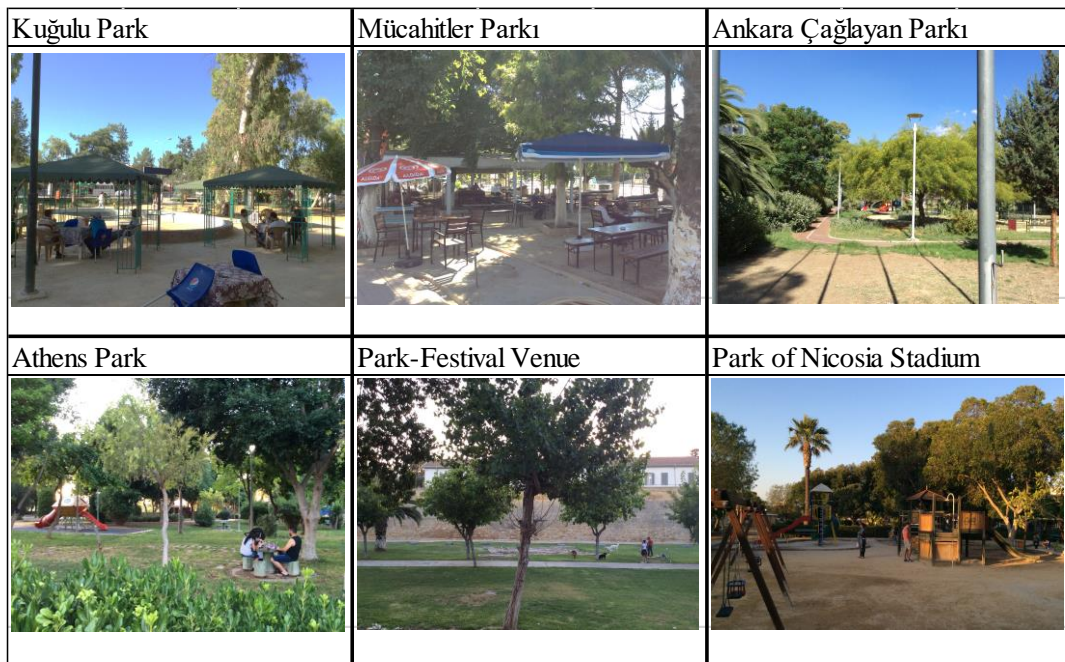 Kuğulu Park
Mücahitler Parkı
Ankara Çağlayan Parkı
Athens Park
Park-Festival Venue
Park of Nicosia Stadium